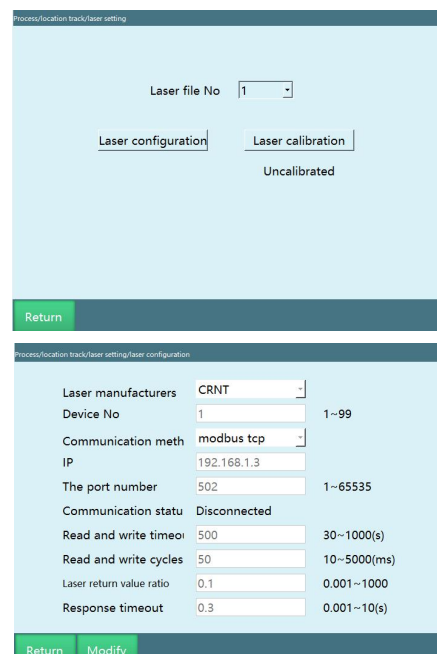 Process/location track/laser setting
Laser file No 1
Laser configuration Laser calibration
Uncalibrated
Return
Process/location track/laser setting/laser configuration
Laser manufacturers CRNT
Device No 1 1~99
Communication meth modbus tcp
IP 192.168.1.3
The port number 502 1~65535
Communication statu Disconnected
Read and write timeou 500 30~1000(s)
Read and write cycles 50 10~5000(ms)
Laser return value ratio 0.1 0.001~1000
Response timeout 0.3 0.001~10(s)
Return Modify